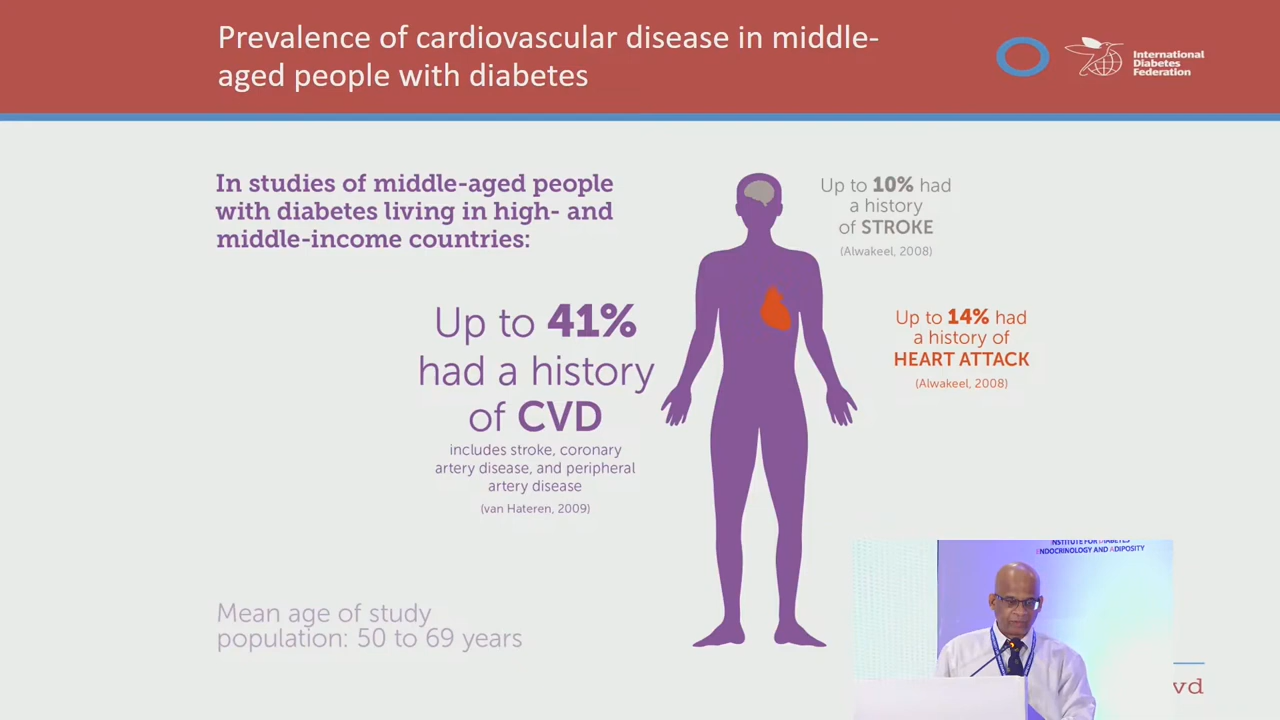 Prevalence of cardiovascular disease in middle-
aged people with diabetes
International
Diabetes
Federation
In studies of middle-aged people
with diabetes living in high- and
middle-income countries:
Up to 41%
had a history
of CVD
includes stroke, coronary
artery disease, and peripheral
artery disease
(van Hateren, 2009)
Up to 10% had
a history
of STROKE
(Alwakeel, 2008)
Up to 14% had
a history of
HEART ATTACK
(Alwakeel, 2008)
Mean age of study
population: 50 to 69 years
INSTITUTE FOR DIABETES
ENDOCRINOLOGY AND ADIPOSITY
vd